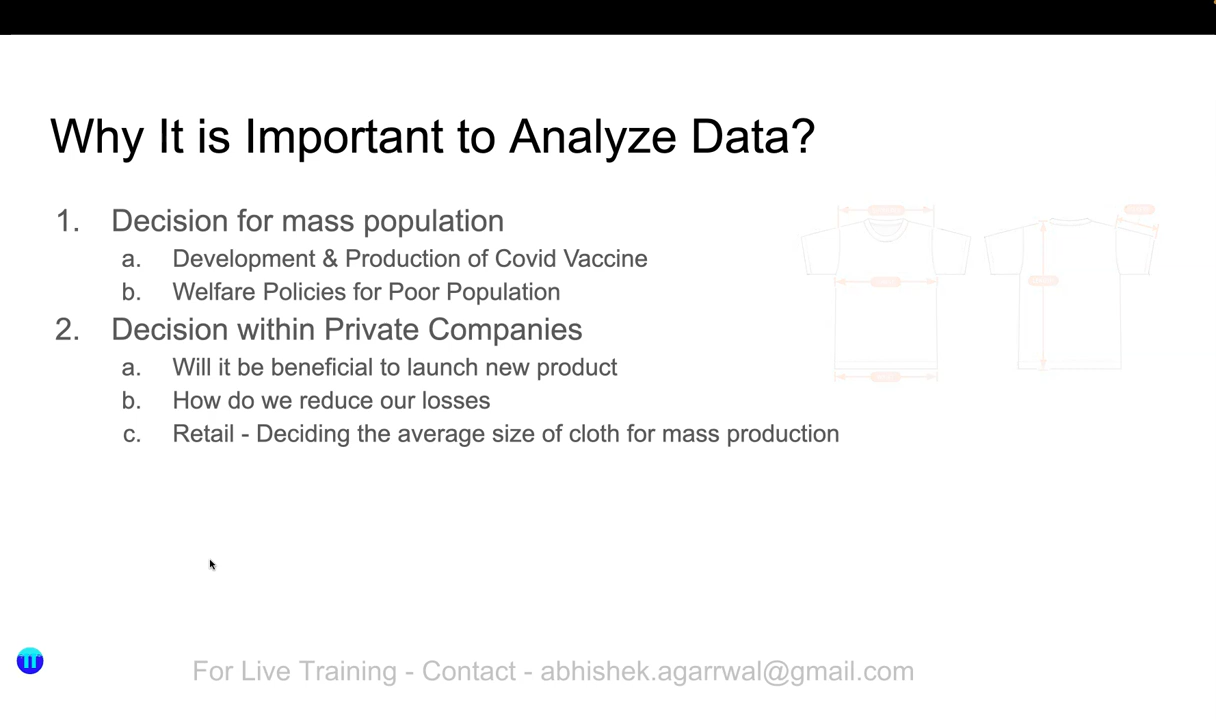 Why It is Important to Analyze Data?
1. Decision for mass population
a. Development & Production of Covid Vaccine
b. Welfare Policies for Poor Population
2. Decision within Private Companies
a. Will it be beneficial to launch new product
b. How do we reduce our losses
c. Retail - Deciding the average size of cloth for mass production
For Live Training - Contact - abhishek.agarrwal@gmail.com